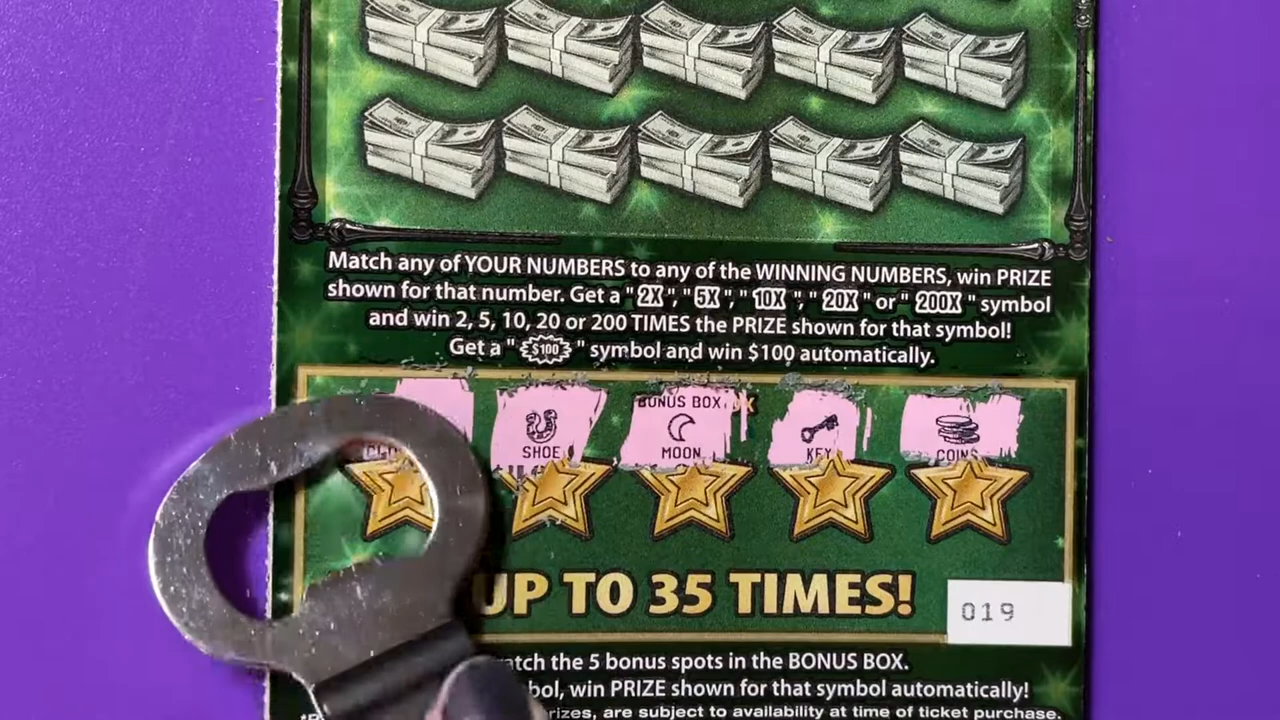 Match any of YOUR NUMBERS to any of the WINNING NUMBERS, win PRIZE
shown for that number. Get a "2X", "5X", "10X", "20X" or "200X" symbol
and win 2, 5, 10, 20 or 200 TIMES the PRIZE shown for that symbol!
Get a "$100" symbol and win $100 automatically.
BONUS BOX
SHOE MOON KEY COINS
UP TO 35 TIMES!
019
the 5 bonus spots in the BONUS BOX.
win PRIZE shown for that symbol automatically!
are subject to availability at time of ticket purchase.